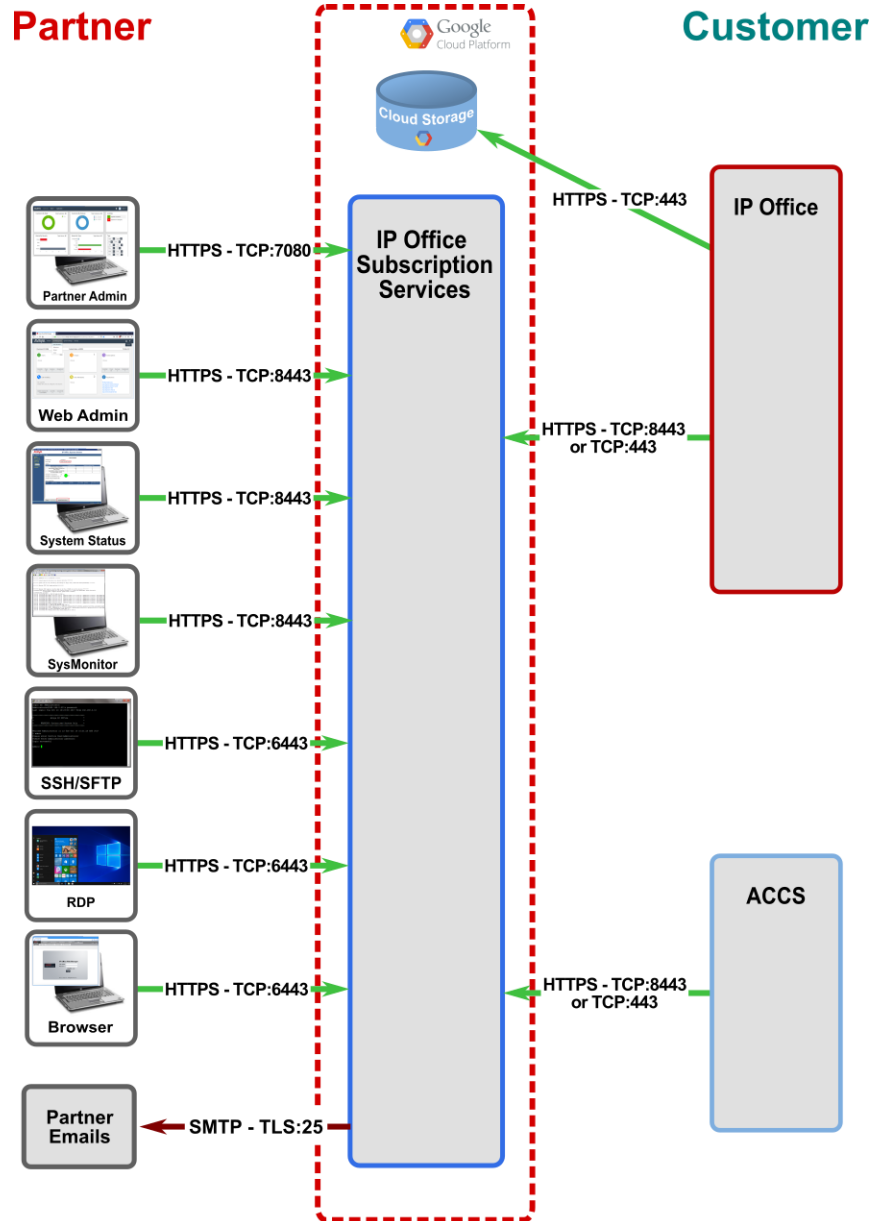 Partner
Google
Cloud Platform
Customer
Cloud Storage
HTTPS - TCP:443
IP Office
IP Office
Subscription
Services
HTTPS - TCP:7080
Partner Admin
HTTPS - TCP:8443
Web Admin
HTTPS - TCP:8443
or TCP:443
HTTPS - TCP:8443
System Status
HTTPS - TCP:8443
SysMonitor
HTTPS - TCP:6443
SSH/SFTP
HTTPS - TCP:6443
RDP
ACCS
HTTPS - TCP:6443
Browser
HTTPS - TCP:8443
or TCP:443
Partner
Emails
SMTP - TLS:25